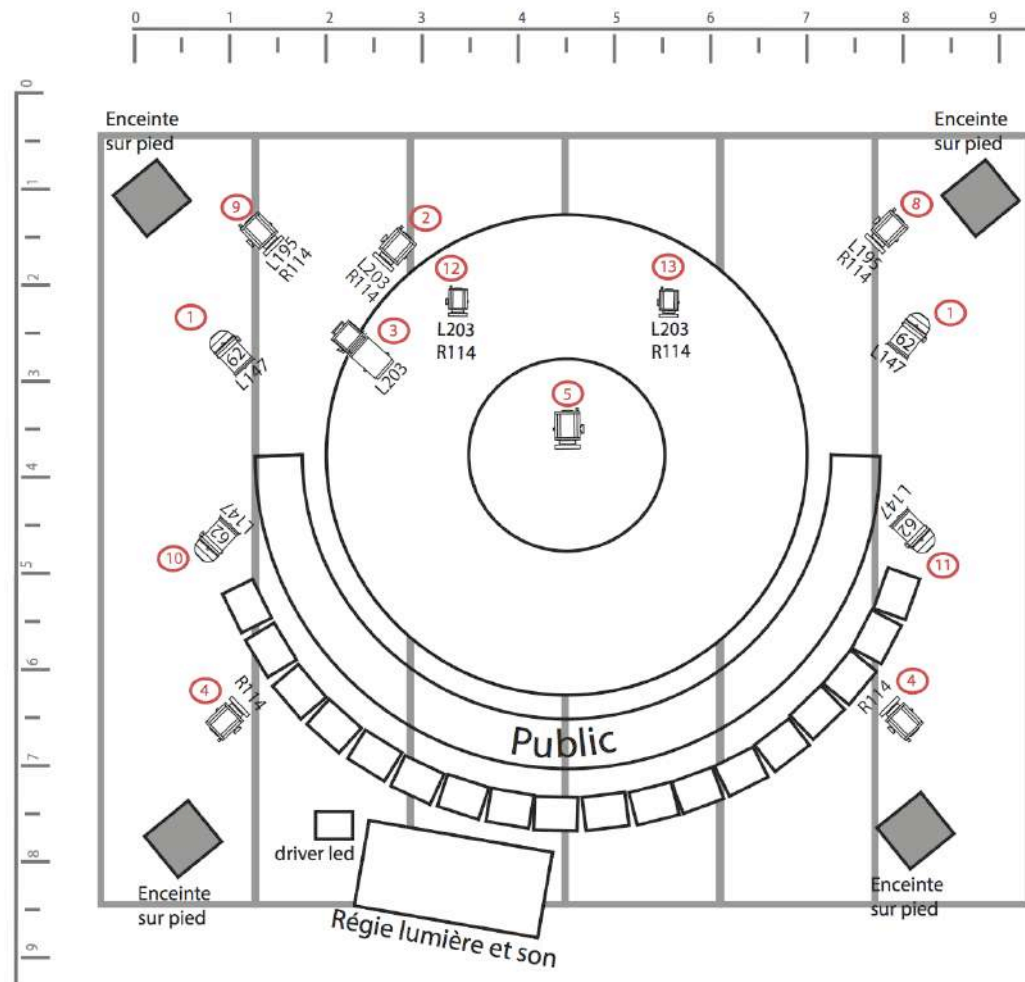 0 1 2 3 4 5 6 7 8 9
0
1
2
3
4
5
6
7
8
9
Enceinte
sur pied
Enceinte
sur pied
9
L195
R114
2
L203
R114
12
L203
R114
13
L203
R114
8
L195
R114
1
62
L147
3
L203
1
62
L147
5
L147
62
10
L147
62
11
4
R114
4
R114
Public
driver led
Régie lumière et son
Enceinte
sur pied
Enceinte
sur pied